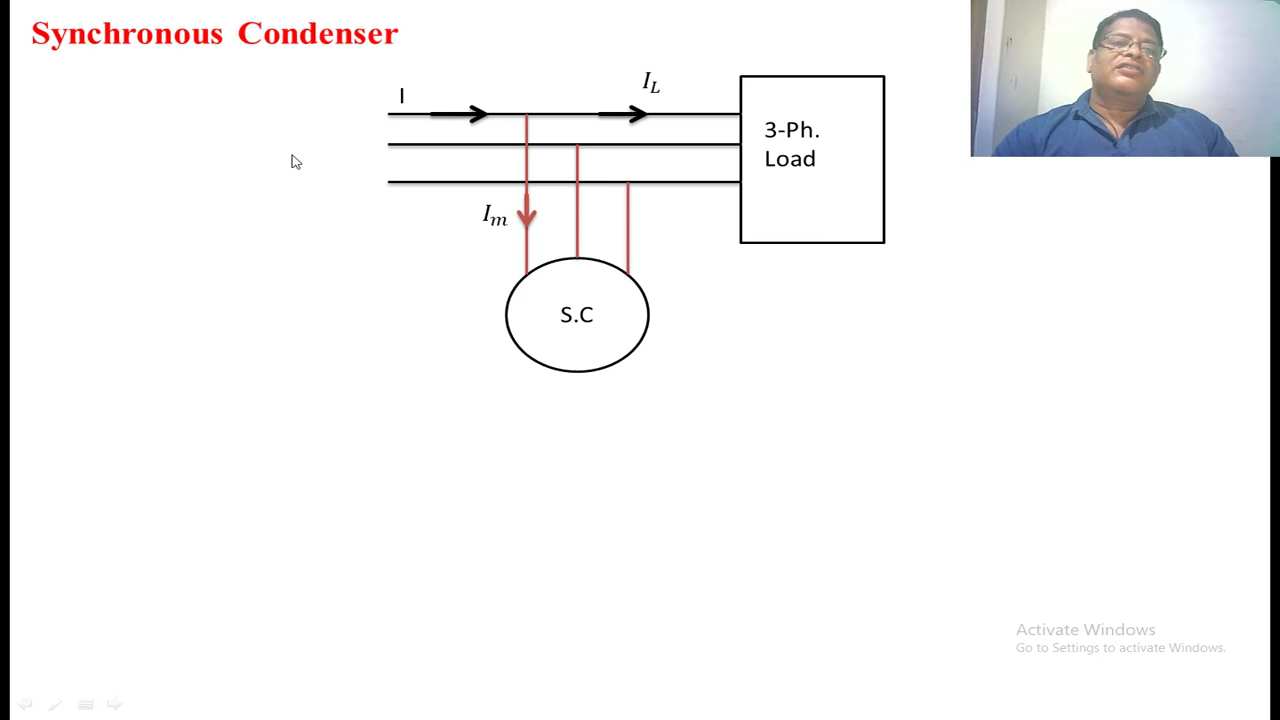 Synchronous Condenser
I
I_L
3-Ph.
Load
I_m
S.C
Activate Windows
Go to Settings to activate Windows.